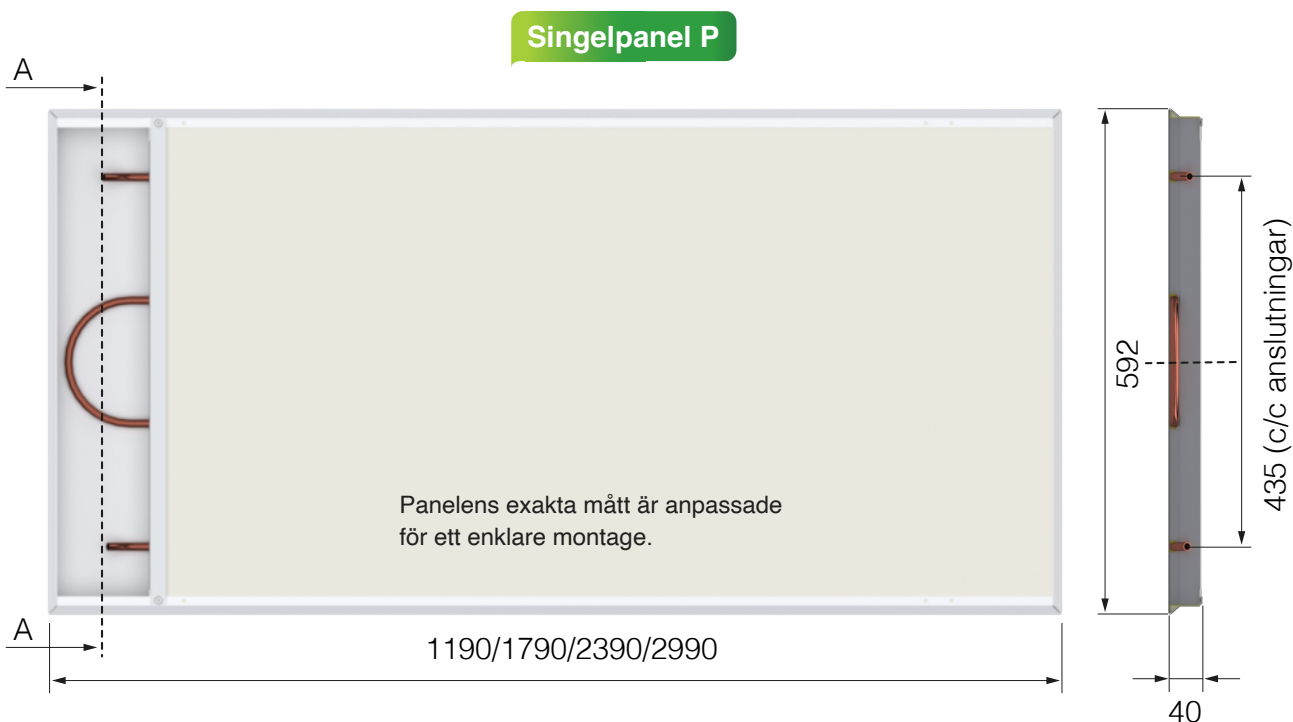 Singelpanel P
A
592
435 (c/c anslutningar)
Panelens exakta mått är anpassade
för ett enklare montage.
A
1190/1790/2390/2990
40